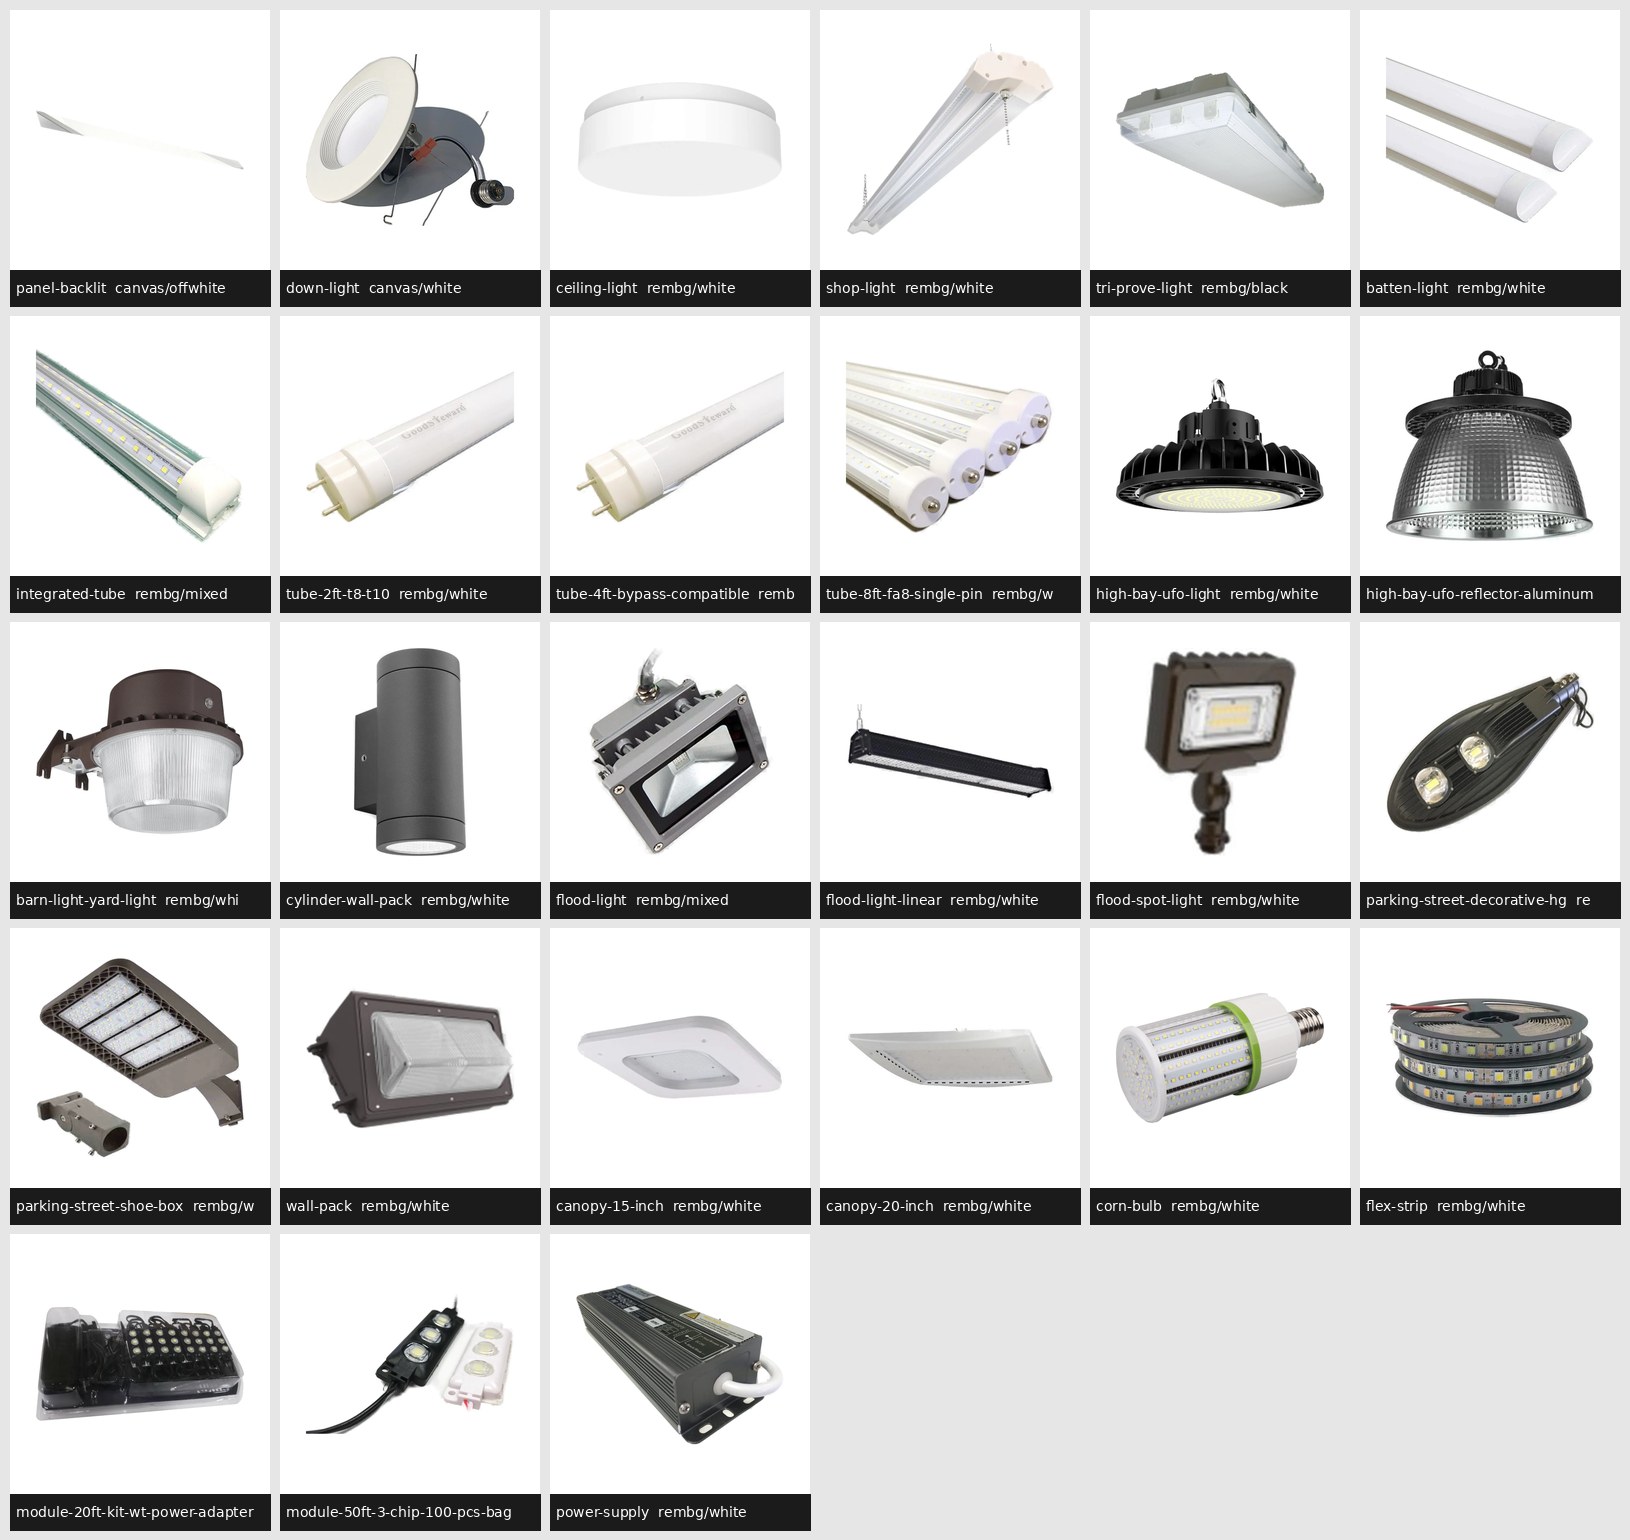 panel-backlit canvas/offwhite
down-light canvas/white
ceiling-light rembg/white
shop-light rembg/white
tri-prove-light rembg/black
batten-light rembg/white
GoodSteward
GoodSteward
integrated-tube rembg/mixed
tube-2ft-t8-t10 rembg/white
tube-4ft-bypass-compatible remb
tube-8ft-fa8-single-pin rembg/w
high-bay-ufo-light rembg/white
high-bay-ufo-reflector-aluminum
barn-light-yard-light rembg/whi
cylinder-wall-pack rembg/white
flood-light rembg/mixed
flood-light-linear rembg/white
flood-spot-light rembg/white
parking-street-decorative-hg re
parking-street-shoe-box rembg/w
wall-pack rembg/white
canopy-15-inch rembg/white
canopy-20-inch rembg/white
corn-bulb rembg/white
flex-strip rembg/white
module-20ft-kit-wt-power-adapter
module-50ft-3-chip-100-pcs-bag
power-supply rembg/white